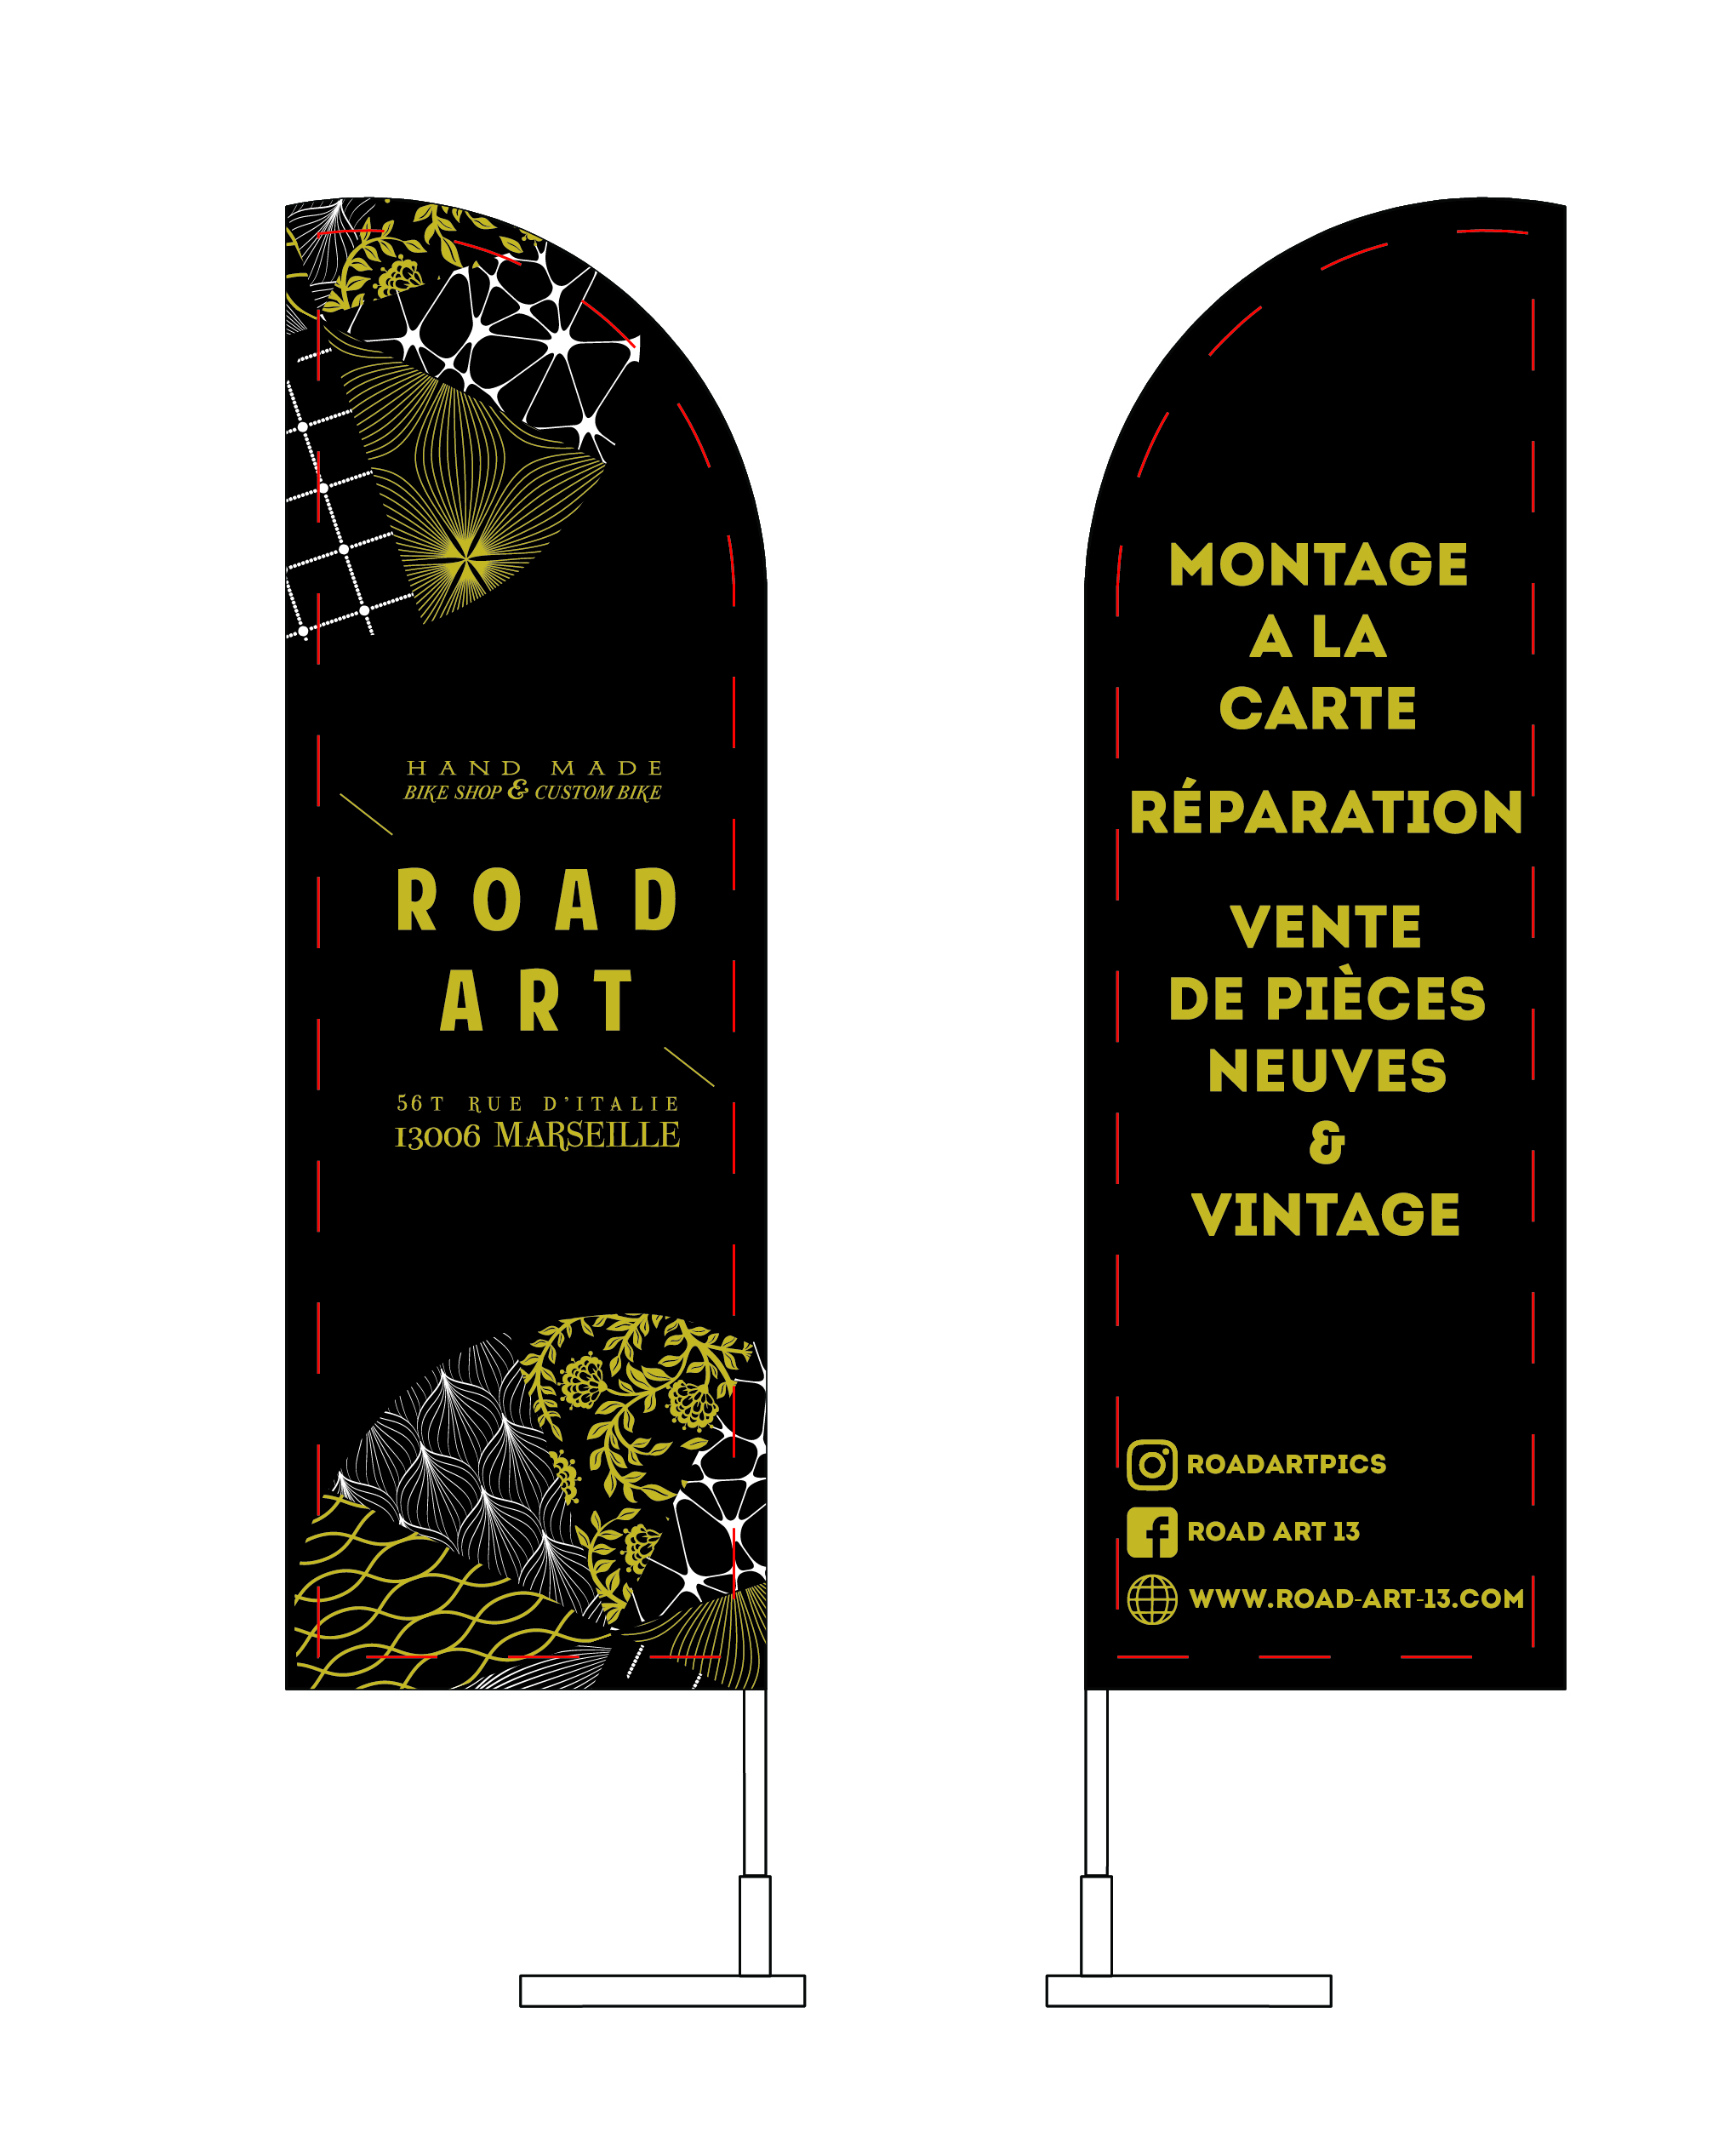 HAND MADE
BIKE SHOP & CUSTOM BIKE
ROAD
ART
56T RUE D'ITALIE
13006 MARSEILLE
MONTAGE
A LA
CARTE
RÉPARATION
VENTE
DE PIÈCES
NEUVES
&
VINTAGE
ROADARTPICS
ROAD ART 13
WWW.ROAD-ART-13.COM